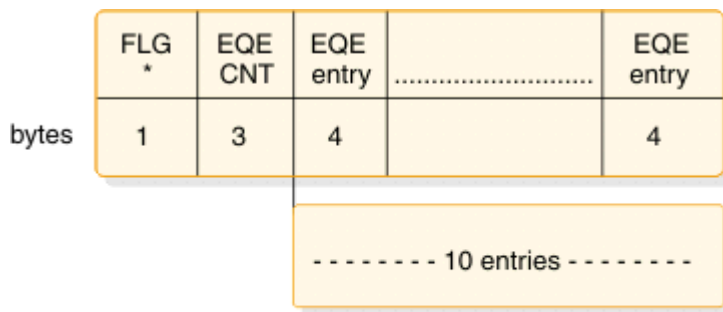 FLG EQE EQE EQE
* CNT entry ........................... entry
bytes 1 3 4 4
- - - - - - - - 10 entries - - - - - - - -